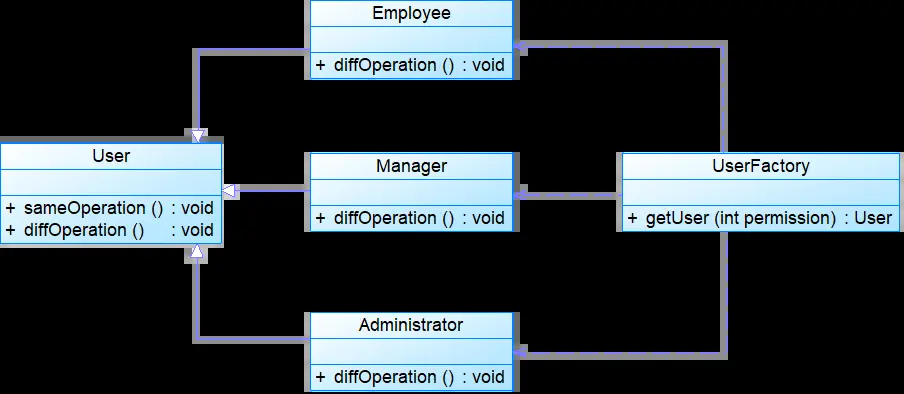 Employee
+ diffOperation () : void
User
+ sameOperation () : void
+ diffOperation () : void
Manager
+ diffOperation () : void
UserFactory
+ getUser (int permission) : User
Administrator
+ diffOperation () : void